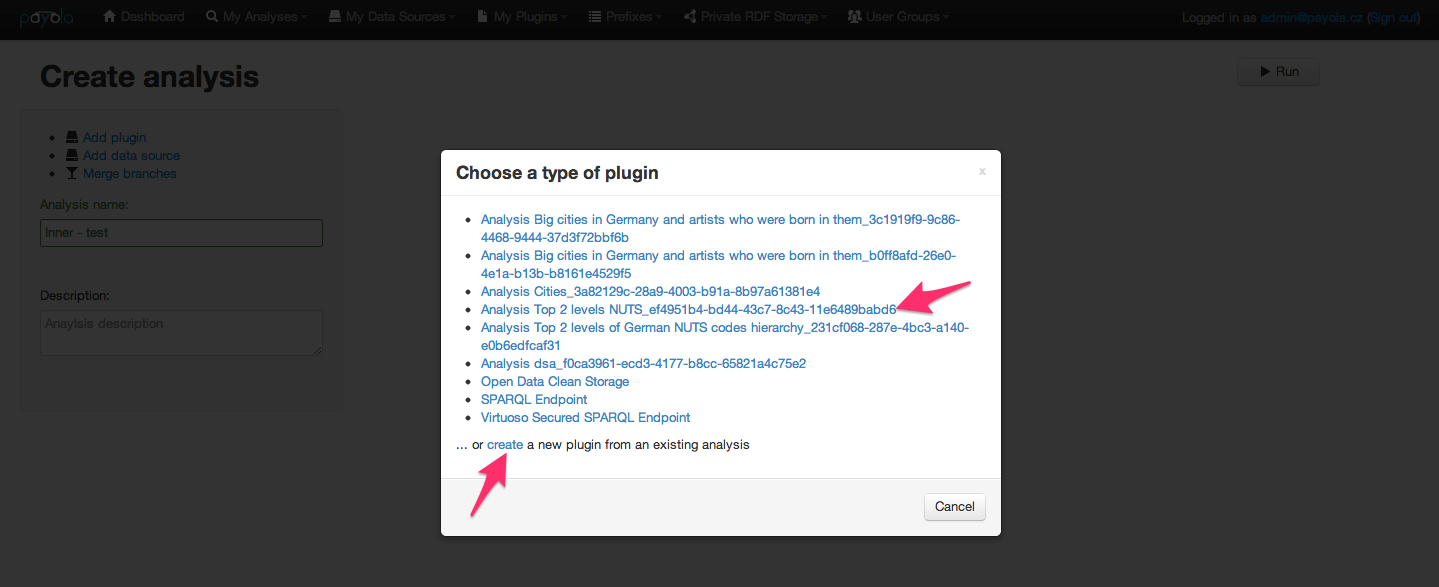 payola Dashboard My Analyses My Data Sources My Plugins Prefixes Private RDF Storage User Groups Logged in as admin@payola.cz (Sign out)
Create analysis
Run
Add plugin
Add data source
Merge branches
Analysis name:
Inner - test
Description:
Anaylsis description
Choose a type of plugin
x
Analysis Big cities in Germany and artists who were born in them_3c1919f9-9c86-
4468-9444-37d3f72bbf6b
Analysis Big cities in Germany and artists who were born in them_b0ff8afd-26e0-
4e1a-b13b-b8161e4529f5
Analysis Cities_3a82129c-28a9-4003-b91a-8b97a61381e4
Analysis Top 2 levels NUTS_ef4951b4-bd44-43c7-8c43-11e6489babd6
Analysis Top 2 levels of German NUTS codes hierarchy_231cf068-287e-4bc3-a140-
e0b6edfcaf31
Analysis dsa_f0ca3961-ecd3-4177-b8cc-65821a4c75e2
Open Data Clean Storage
SPARQL Endpoint
Virtuoso Secured SPARQL Endpoint
... or create a new plugin from an existing analysis
Cancel